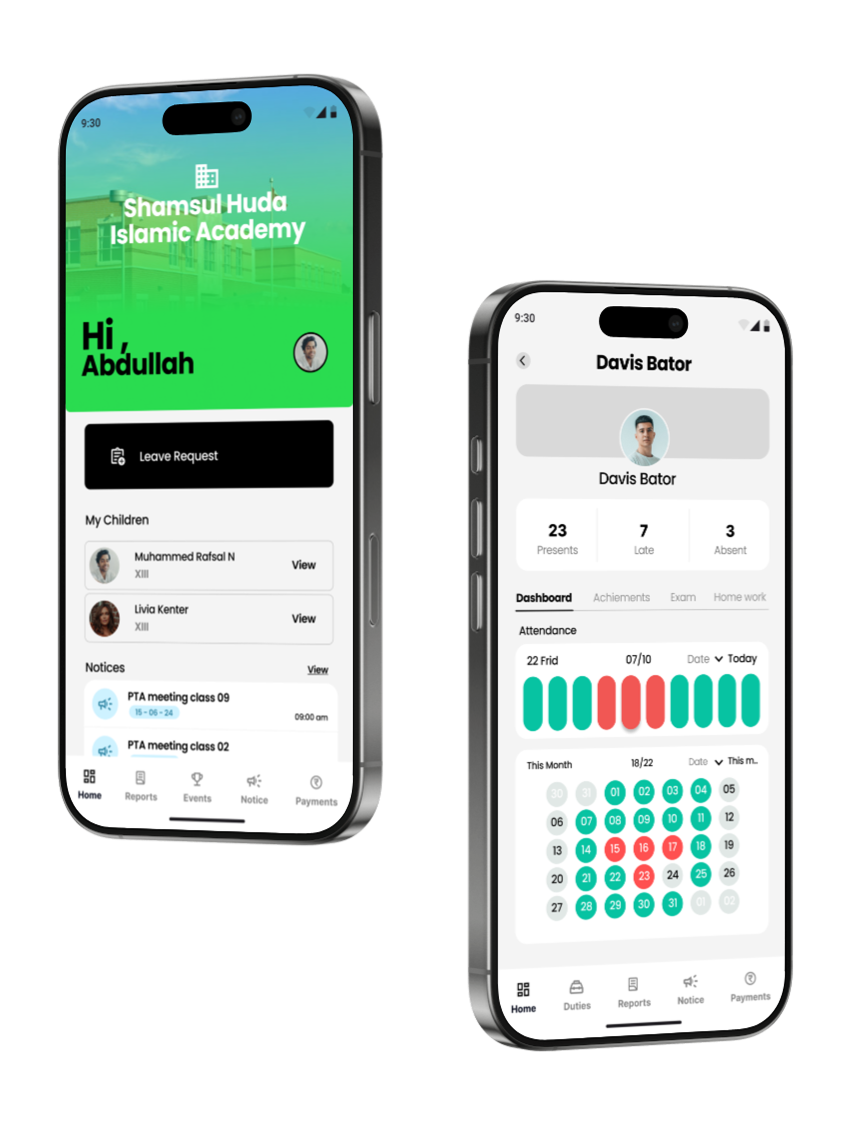 9:30
Shamsul Huda
Islamic Academy
Hi ,
Abdullah
Leave Request
My Children
Muhammed Rafsal N
XIII
View
Livia Kenter
XIII
View
Notices
View
PTA meeting class 09
15 - 06 - 24
09:00 am
PTA meeting class 02
Home
Reports
Events
Notice
Payments
9:30
Davis Bator
Davis Bator
23
7
3
Presents
Late
Absent
Dashboard
Achiements
Exam
Home work
Attendance
22 Frid
07/10
Date
Today
This Month
18/22
Date
This m..
30 31 01 02 03 04 05
06 07 08 09 10 11 12
13 14 15 16 17 18 19
20 21 22 23 24 25 26
27 28 29 30 31 01 02
Home
Duties
Reports
Notice
Payments